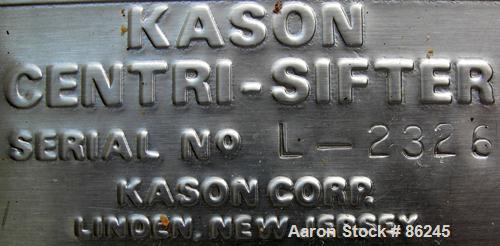 KASON
CENTRI-SIFTER
SERIAL No L-2326
KASON CORP.
LINDEN, NEW JERSEY
Aaron Stock# 86245